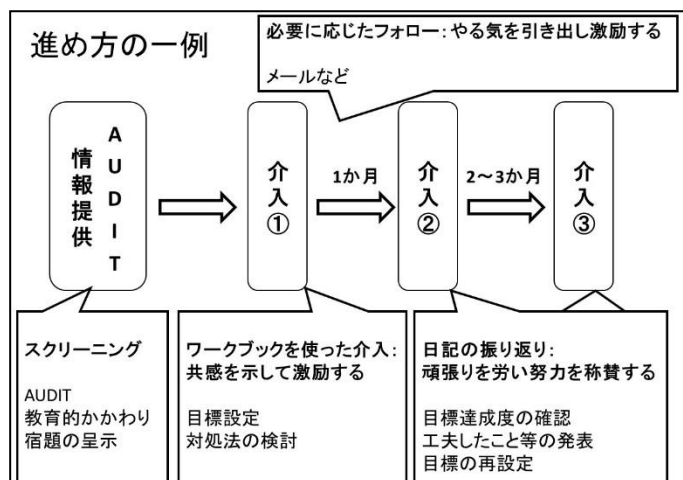 進め方の一例
必要に応じたフォロー：やる気を引き出し激励する
メールなど
AUDIT
情報提供
介入①
1か月
介入②
2～3か月
介入③
スクリーニング
AUDIT
教育的かかわり
宿題の呈示
ワークブックを使った介入：
共感を示して激励する
目標設定
対処法の検討
日記の振り返り：
頑張りを労い努力を称賛する
目標達成度の確認
工夫したこと等の発表
目標の再設定